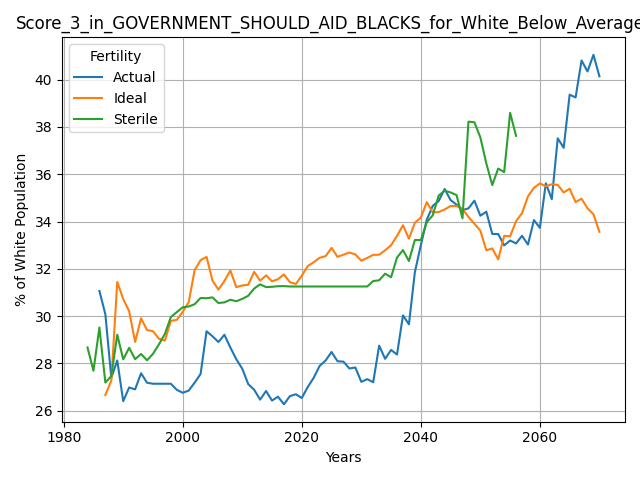 Score_3_in_GOVERNMENT_SHOULD_AID_BLACKS_for_White_Below_Average
Fertility
Actual
Ideal
Sterile
% of White Population
40
38
36
34
32
30
28
26
1980
2000
2020
2040
2060
Years